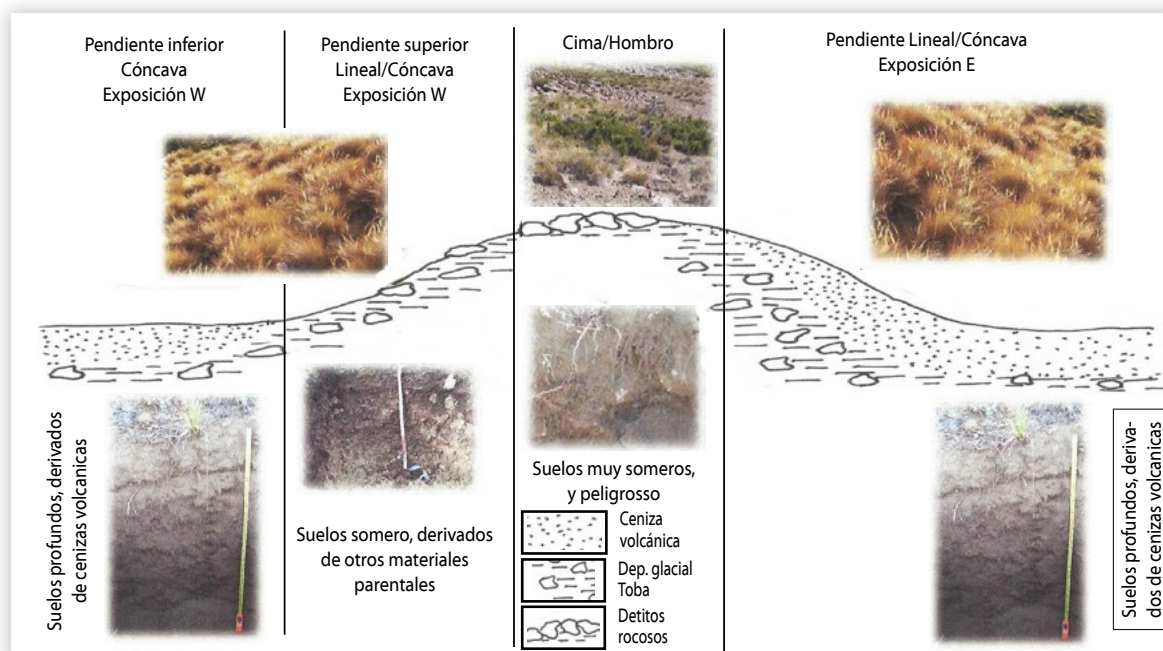 Pendiente inferior
Cóncava
Exposición W
Pendiente superior
Lineal/Cóncava
Exposición W
Cima/Hombro
Pendiente Lineal/Cóncava
Exposición E
Suelos profundos, derivados
de cenizas volcanicas
Suelos somero, derivados
de otros materiales
parentales
Suelos muy someros,
y peligrosso
Ceniza
volcánica
Dep. glacial
Toba
Detitos
rocosos
Suelos profundos, deriva-
dos de cenizas volcanicas